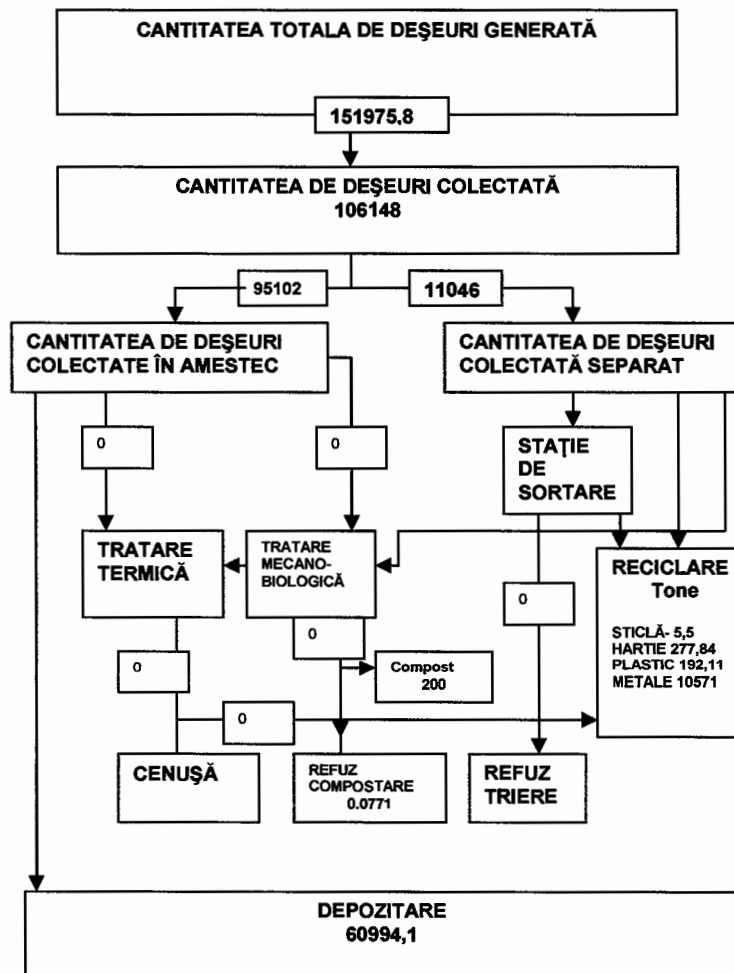 CANTITATEA TOTALA DE DEŞEURI GENERATĂ
151975,8
CANTITATEA DE DEŞEURI COLECTATĂ
106148
95102
11046
CANTITATEA DE DEŞEURI
COLECTATE ÎN AMESTEC
CANTITATEA DE DEŞEURI
COLECTATĂ SEPARAT
0
0
STAŢIE
DE
SORTARE
TRATARE
TERMICĂ
TRATARE
MECANO-
BIOLOGICĂ
RECICLARE
Tone
STICLĂ- 5,5
HARTIE 277,84
PLASTIC 192,11
METALE 10571
0
0
0
Compost
200
0
CENUŞĂ
REFUZ
COMPOSTARE
0.0771
REFUZ
TRIERE
DEPOZITARE
60994,1